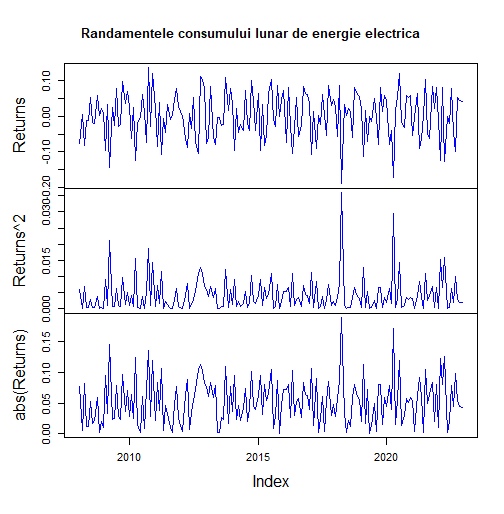 Randamentele consumului lunar de energie electrica
Returns
0.10
0.00
-0.10
-0.20
Returns^2
0.030
0.015
0.000
abs(Returns)
0.15
0.10
0.05
0.00
2010 2015 2020
Index